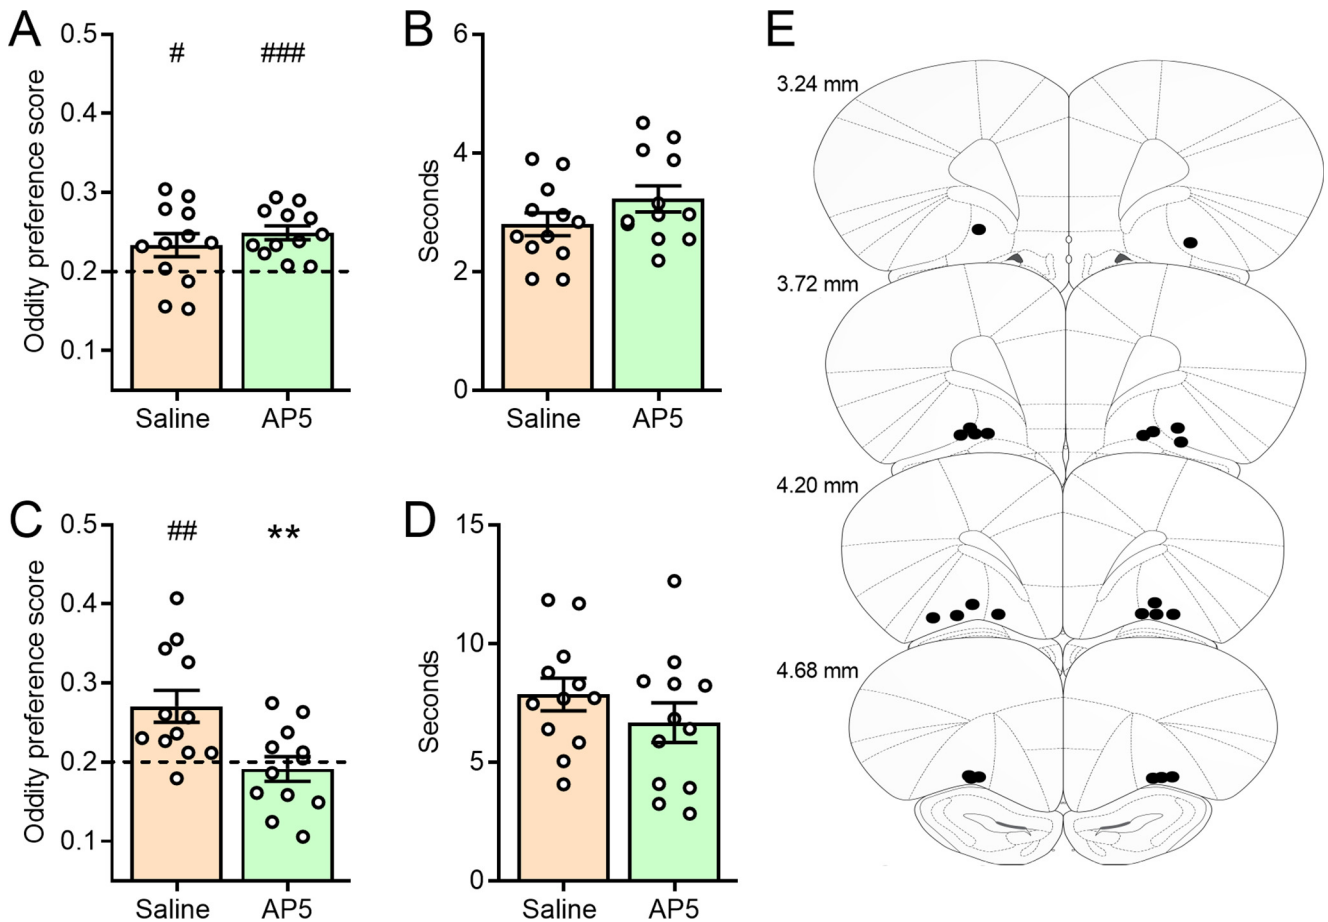 A
Oddity preference score
0.5
0.4
0.3
0.2
0.1
#
###
Saline
AP5
B
Seconds
6
4
2
0
Saline
AP5
C
Oddity preference score
0.5
0.4
0.3
0.2
0.1
##
**
Saline
AP5
D
Seconds
15
10
5
0
Saline
AP5
E
3.24 mm
3.72 mm
4.20 mm
4.68 mm